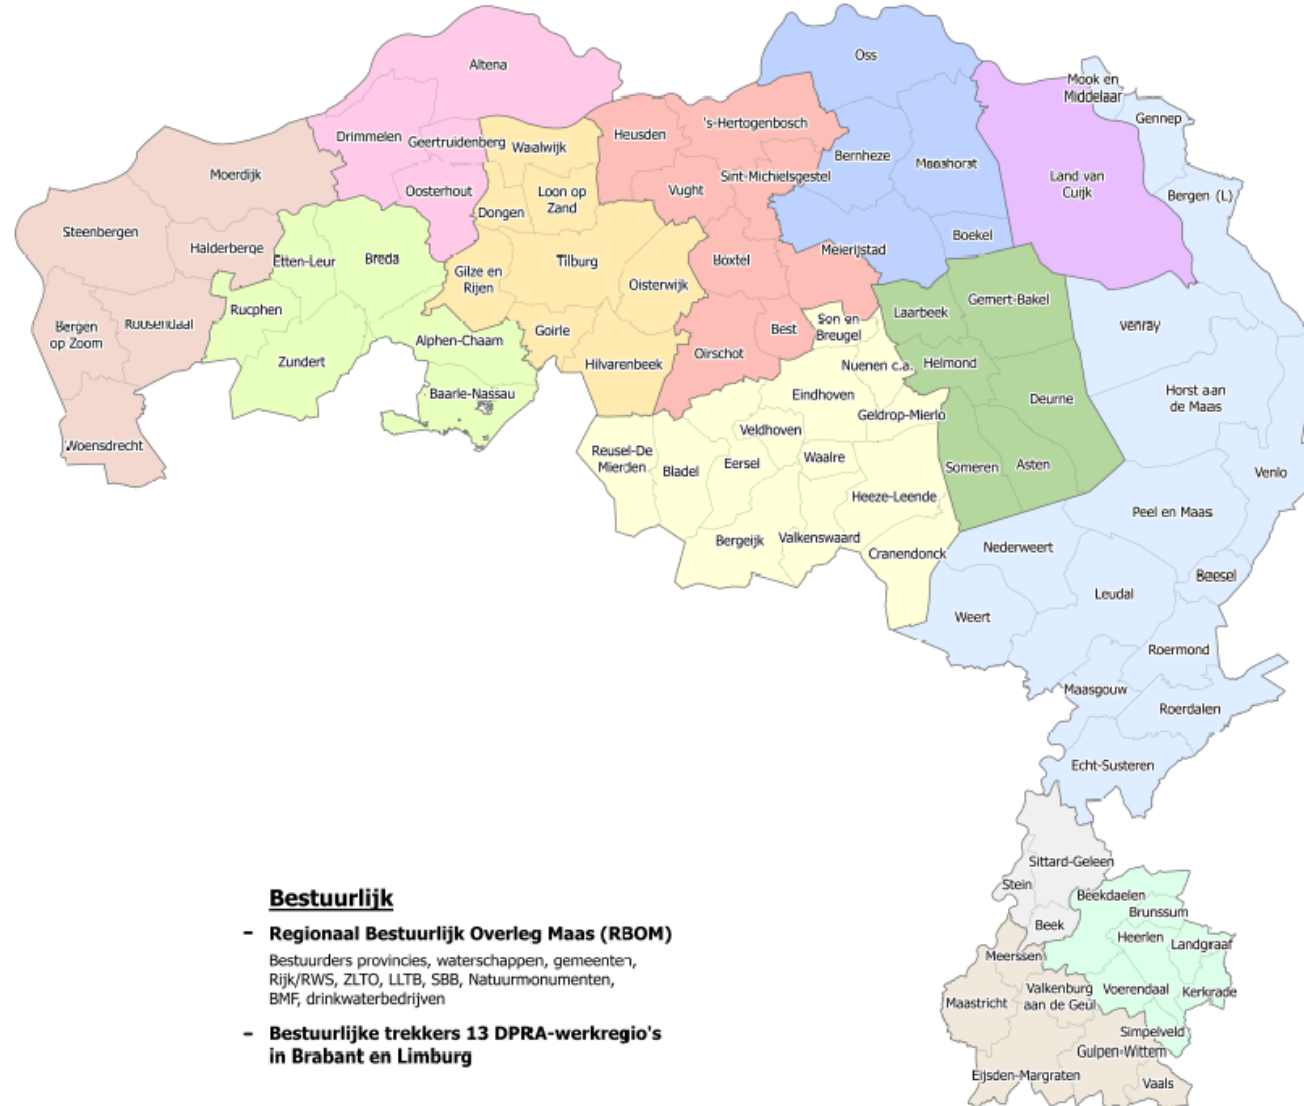 Altena
Oss
Mook en
Middelaar
Gennep
Drimmelen
Geertruidenberg
Waalwijk
Heusden
's-Hertogenbosch
Bernheze
Maashorst
Land van
Cuijk
Bergen (L)
Moerdijk
Oosterhout
Dongen
Loon op
Zand
Vught
Sint-Michielsgestel
Steenbergen
Halderberge
Etten-Leur
Breda
Gilze en
Rijen
Tilburg
Oisterwijk
Boxtel
Meierijstad
Boekel
Bergen
op Zoom
Roosendaal
Rucphen
Zundert
Alphen-Chaam
Baarle-Nassau
Goirle
Hilvarenbeek
Oirschot
Best
Son en
Breugel
Laarbeek
Gemert-Bakel
Venray
Nuenen c.a.
Helmond
Eindhoven
Geldrop-Mierlo
Deurne
Horst aan
de Maas
Woensdrecht
Reusel-De
Mierden
Bladel
Eersel
Veldhoven
Waalre
Someren
Asten
Venlo
Heeze-Leende
Peel en Maas
Bergeijk
Valkenswaard
Cranendonck
Nederweert
Beesel
Leudal
Weert
Roermond
Maasgouw
Roerdalen
Echt-Susteren
Sittard-Geleen
Stein
Beekdaelen
Brunssum
Beek
Heerlen
Landgraaf
Meerssen
Maastricht
Valkenburg
aan de Geul
Voerendaal
Kerkrade
Simpelveld
Gulpen-Wittem
Eijsden-Margraten
Vaals
Bestuurlijk
- Regionaal Bestuurlijk Overleg Maas (RBOM)
Bestuurders provincies, waterschappen, gemeenten,
Rijk/RWS, ZLTO, LLTB, SBB, Natuurmonumenten,
BMF, drinkwaterbedrijven
- Bestuurlijke trekkers 13 DPRA-werkregio's
in Brabant en Limburg